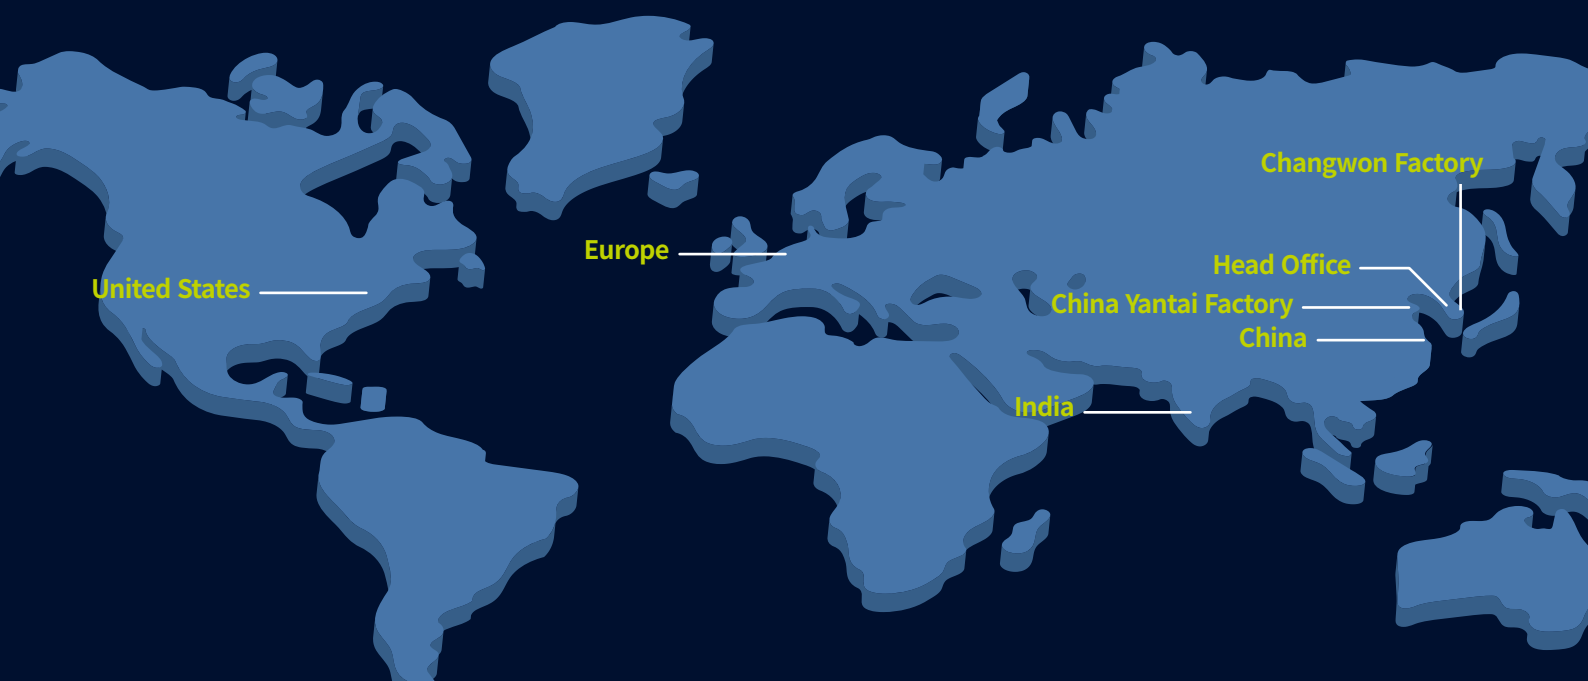 Changwon Factory
Europe
Head Office
United States
China Yantai Factory
China
India